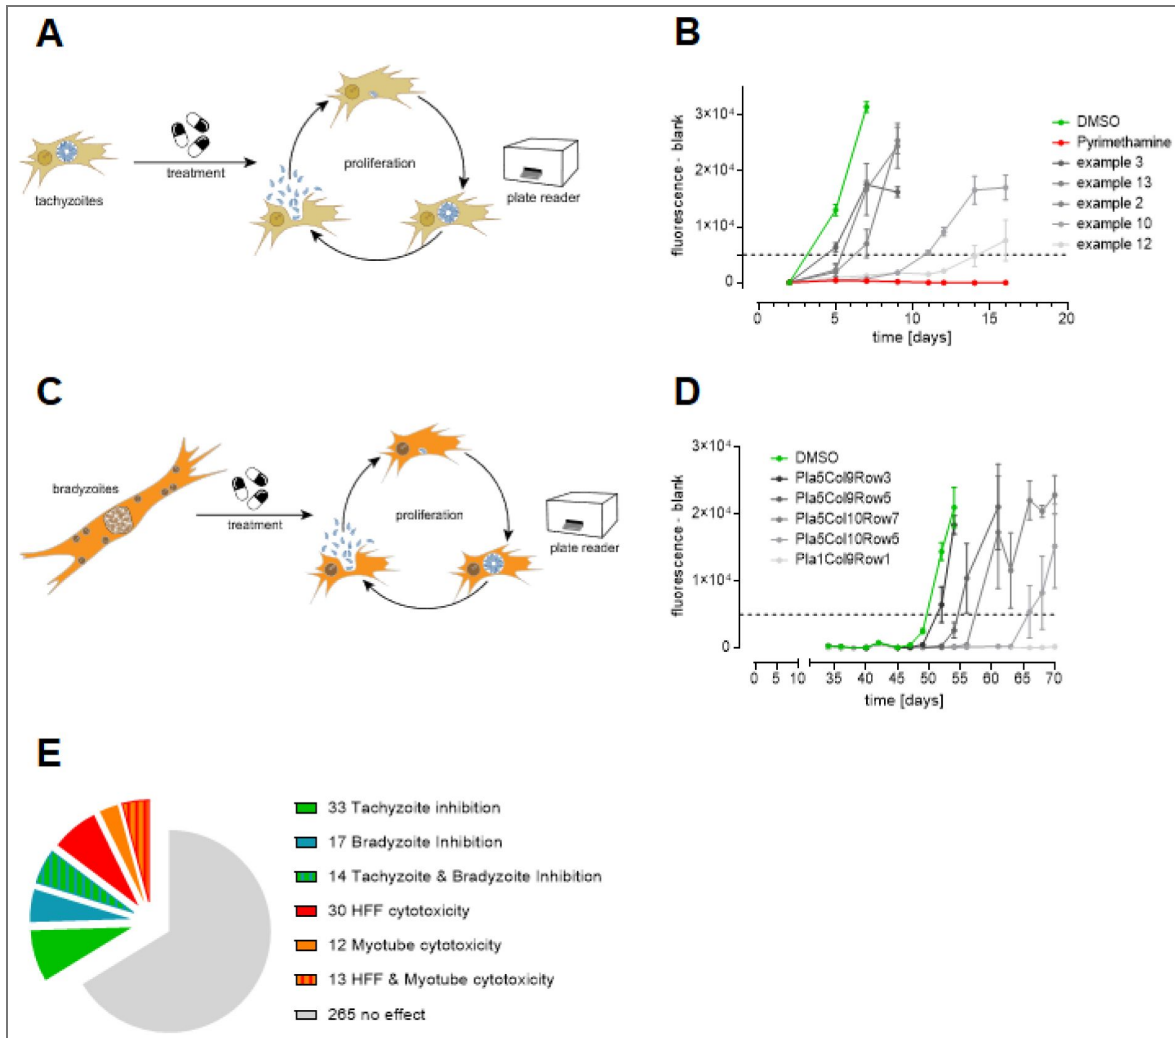 A
tachyzoites
treatment
proliferation
plate reader
B
fluorescence - blank
3×10⁴
2×10⁴
1×10⁴
0
0 5 10 15 20
time [days]
DMSO
Pyrimethamine
example 3
example 13
example 2
example 10
example 12
C
bradyzoites
treatment
proliferation
plate reader
D
fluorescence - blank
3×10⁴
2×10⁴
1×10⁴
0
0 5 10 35 40 45 50 55 60 65 70
time [days]
DMSO
Pla5Col9Row3
Pla5Col9Row6
Pla5Col10Row7
Pla5Col10Row5
Pla1Col9Row1
E
33 Tachyzoite inhibition
17 Bradyzoite Inhibition
14 Tachyzoite & Bradyzoite Inhibition
30 HFF cytotoxicity
12 Myotube cytotoxicity
13 HFF & Myotube cytotoxicity
265 no effect